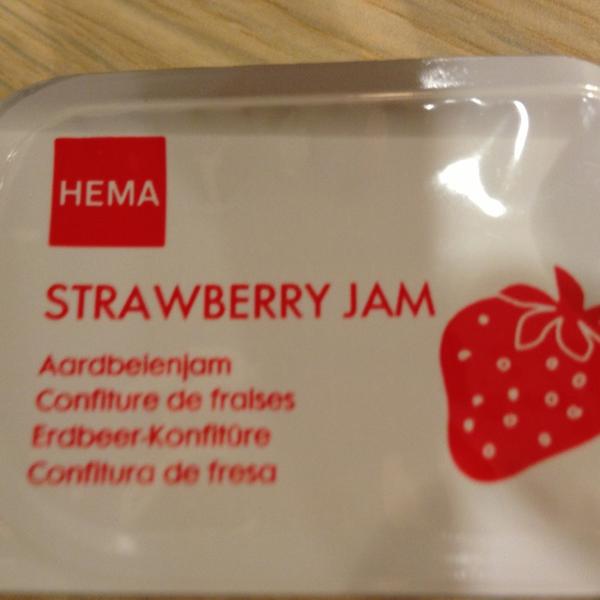 HEMA
STRAWBERRY JAM
Aardbeienjam
Confiture de fraises
Erdbeer-Konfitüre
Confitura de fresa